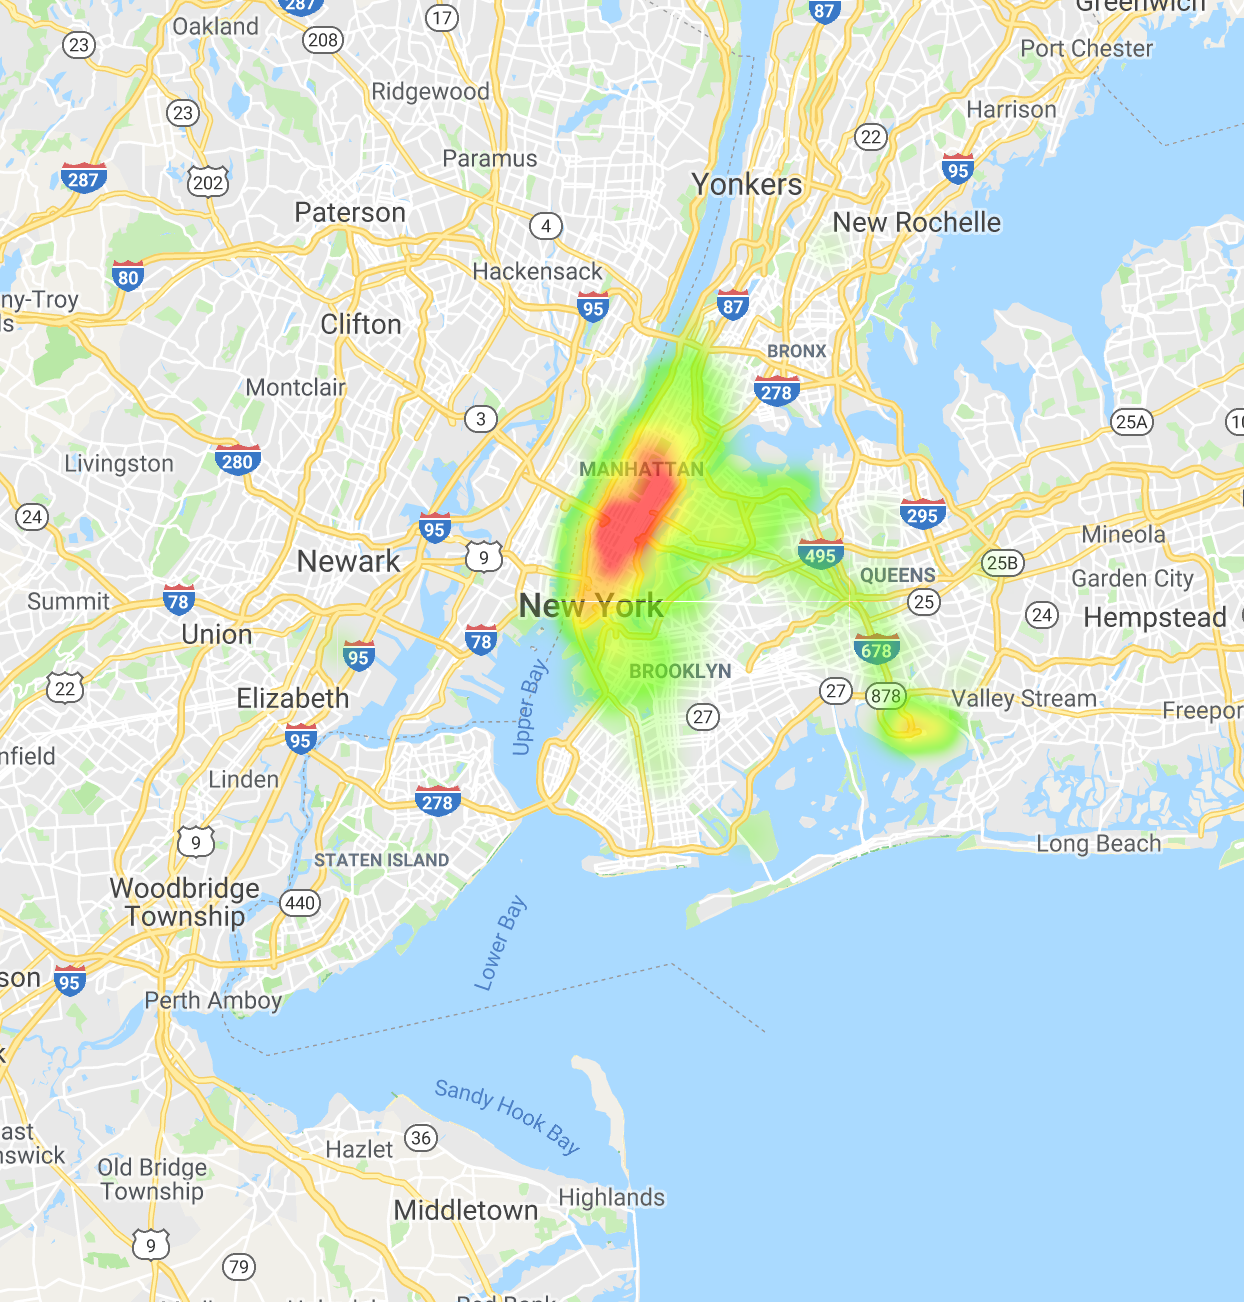 287
87
Greenwich
Oakland
17
208
23
Port Chester
Ridgewood
23
Harrison
22
Paramus
95
287
202
Yonkers
Paterson
4
New Rochelle
Hackensack
80
ny-Troy
ls
95
87
Clifton
BRONX
Montclair
278
3
25A
10
Livingston
280
MANHATTAN
24
95
295
Mineola
Newark
9
495
25B
QUEENS
Garden City
Summit
78
New York
25
24
Hempstead
Union
78
95
678
BROOKLYN
22
Elizabeth
27
878
Valley Stream
Upper Bay
27
Freepor
95
nfield
Linden
278
9
Long Beach
STATEN ISLAND
Woodbridge
Township
440
Lower Bay
son
95
Perth Amboy
k
Sandy Hook Bay
ast
nswick
Hazlet
36
Old Bridge
Township
Highlands
Middletown
9
79
Red Bank